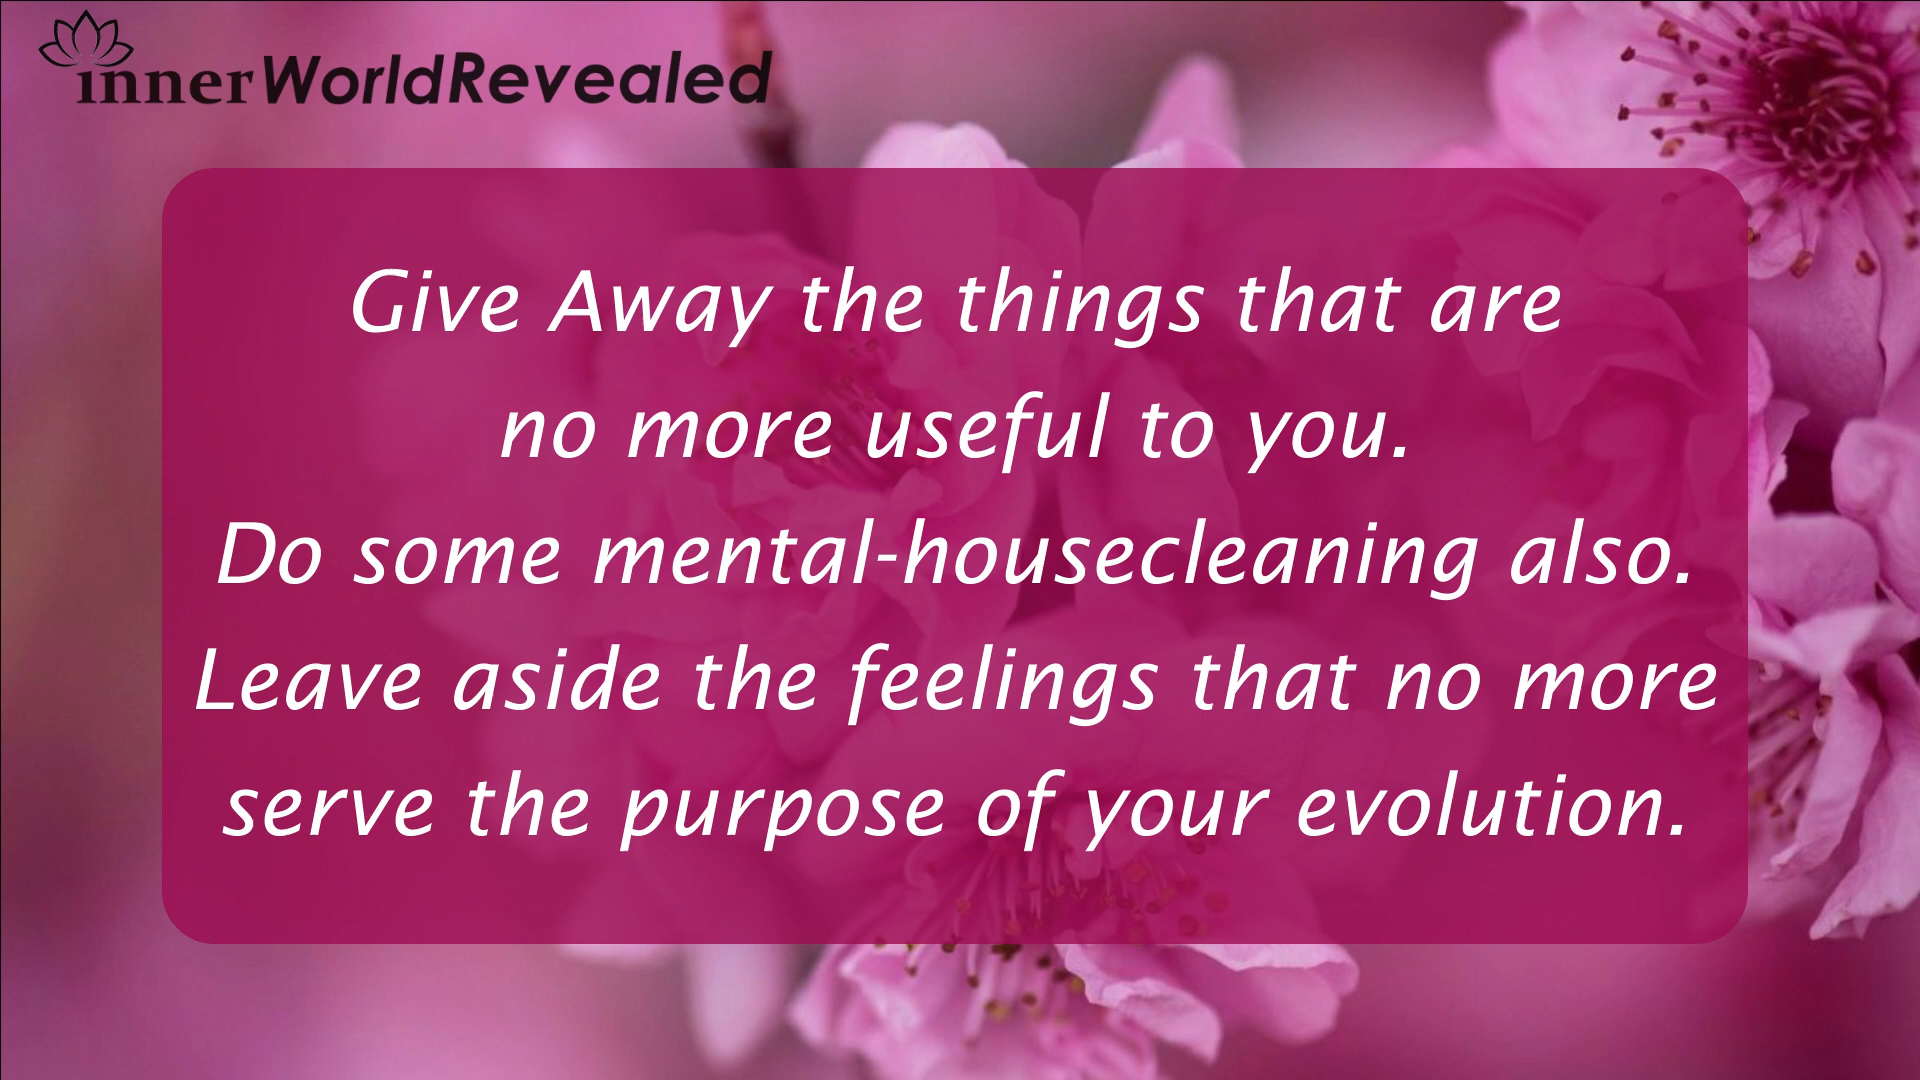 innerWorldRevealed
Give Away the things that are
no more useful to you.
Do some mental-housecleaning also.
Leave aside the feelings that no more
serve the purpose of your evolution.